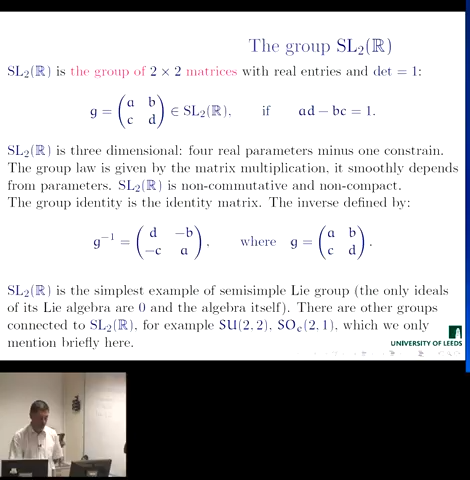 The group SL₂(ℝ)
SL₂(ℝ) is the group of 2 × 2 matrices with real entries and det = 1:
g = (a b; c d) ∈ SL₂(ℝ), if ad − bc = 1.
SL₂(ℝ) is three dimensional: four real parameters minus one constrain.
The group law is given by the matrix multiplication, it smoothly depends
from parameters. SL₂(ℝ) is non-commutative and non-compact.
The group identity is the identity matrix. The inverse defined by:
g⁻¹ = (d −b; −c a), where g = (a b; c d).
SL₂(ℝ) is the simplest example of semisimple Lie group (the only ideals
of its Lie algebra are 0 and the algebra itself). There are other groups
connected to SL₂(ℝ), for example SU(2, 2), SOₑ(2, 1), which we only
mention briefly here.
UNIVERSITY OF LEEDS